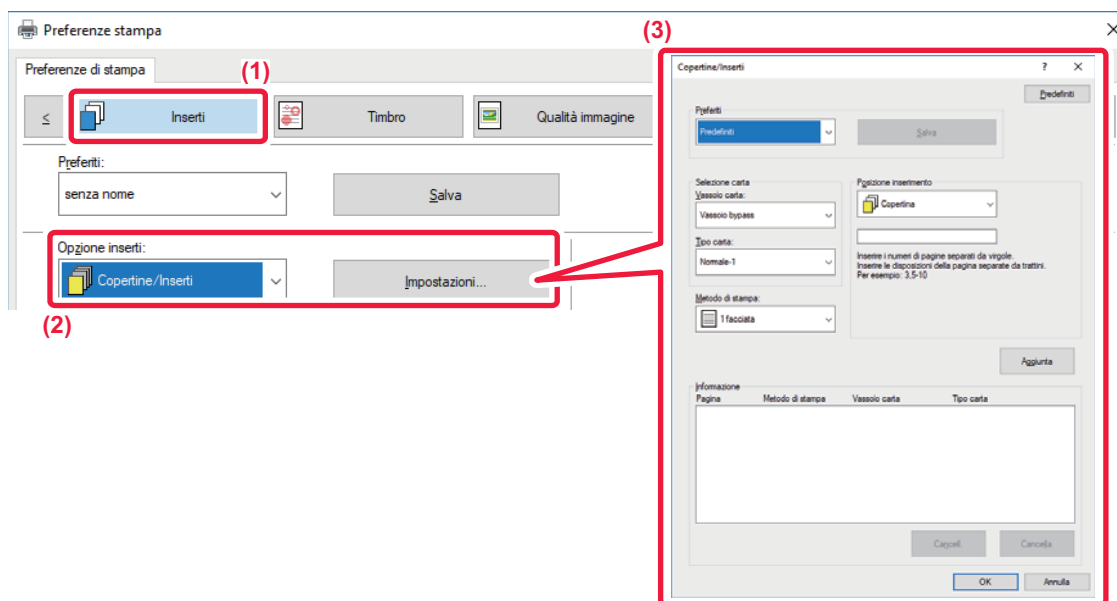 Preferenze stampa
(3)
Preferenze di stampa
(1)
<
Inserti
Timbro
Qualità immagine
Preferiti:
senza nome
Salva
Opzione inserti:
Copertine/Inserti
Impostazioni...
(2)
Copertine/Inserti
?
Predefiniti
Preferiti
Predefiniti
Salva
Selezione carta
Vassoio carta:
Vassoio bypass
Tipo carta:
Normale-1
Metodo di stampa:
1 facciata
Posizione inserimento
Copertina
Inserire i numeri di pagine separati da virgole.
Inserire le disposizioni della pagina separate da trattini.
Per esempio: 3,5-10
Aggiunta
Informazione
Pagina Metodo di stampa Vassoio carta Tipo carta
Cancell. Cancella
OK Annulla